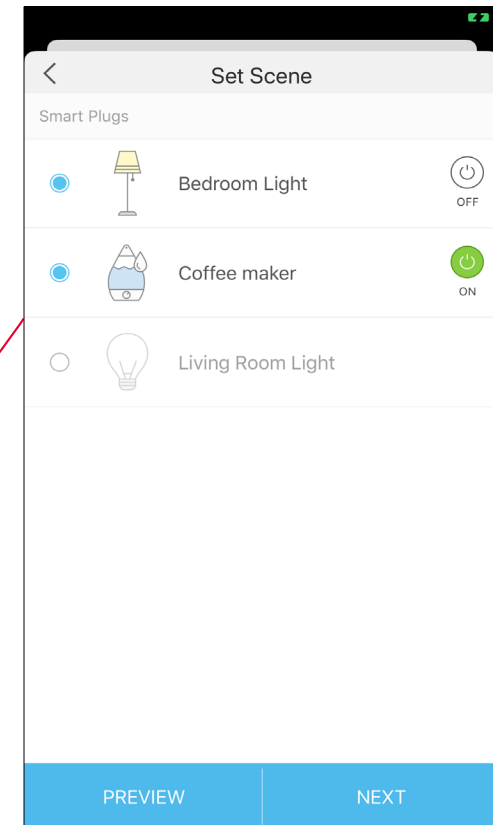 Set Scene
Smart Plugs
Bedroom Light
OFF
Coffee maker
ON
Living Room Light
PREVIEW
NEXT